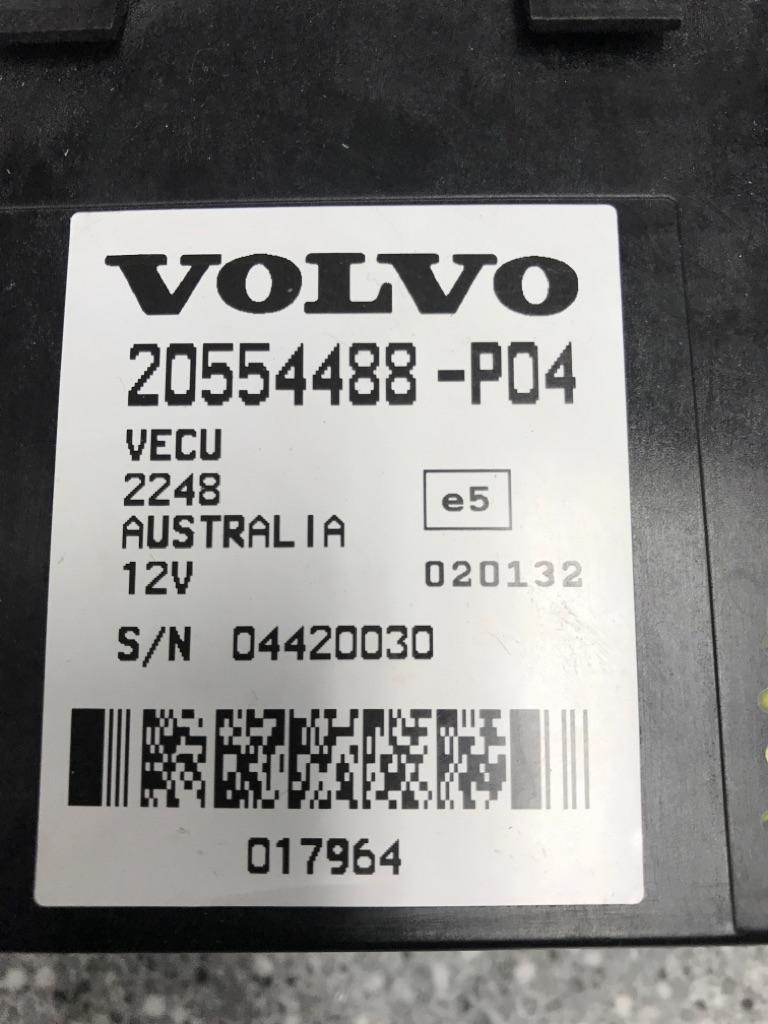 VOLVO
20554488-P04
VECU
2248
e5
AUSTRALIA
12V 020132
S/N 04420030
017964